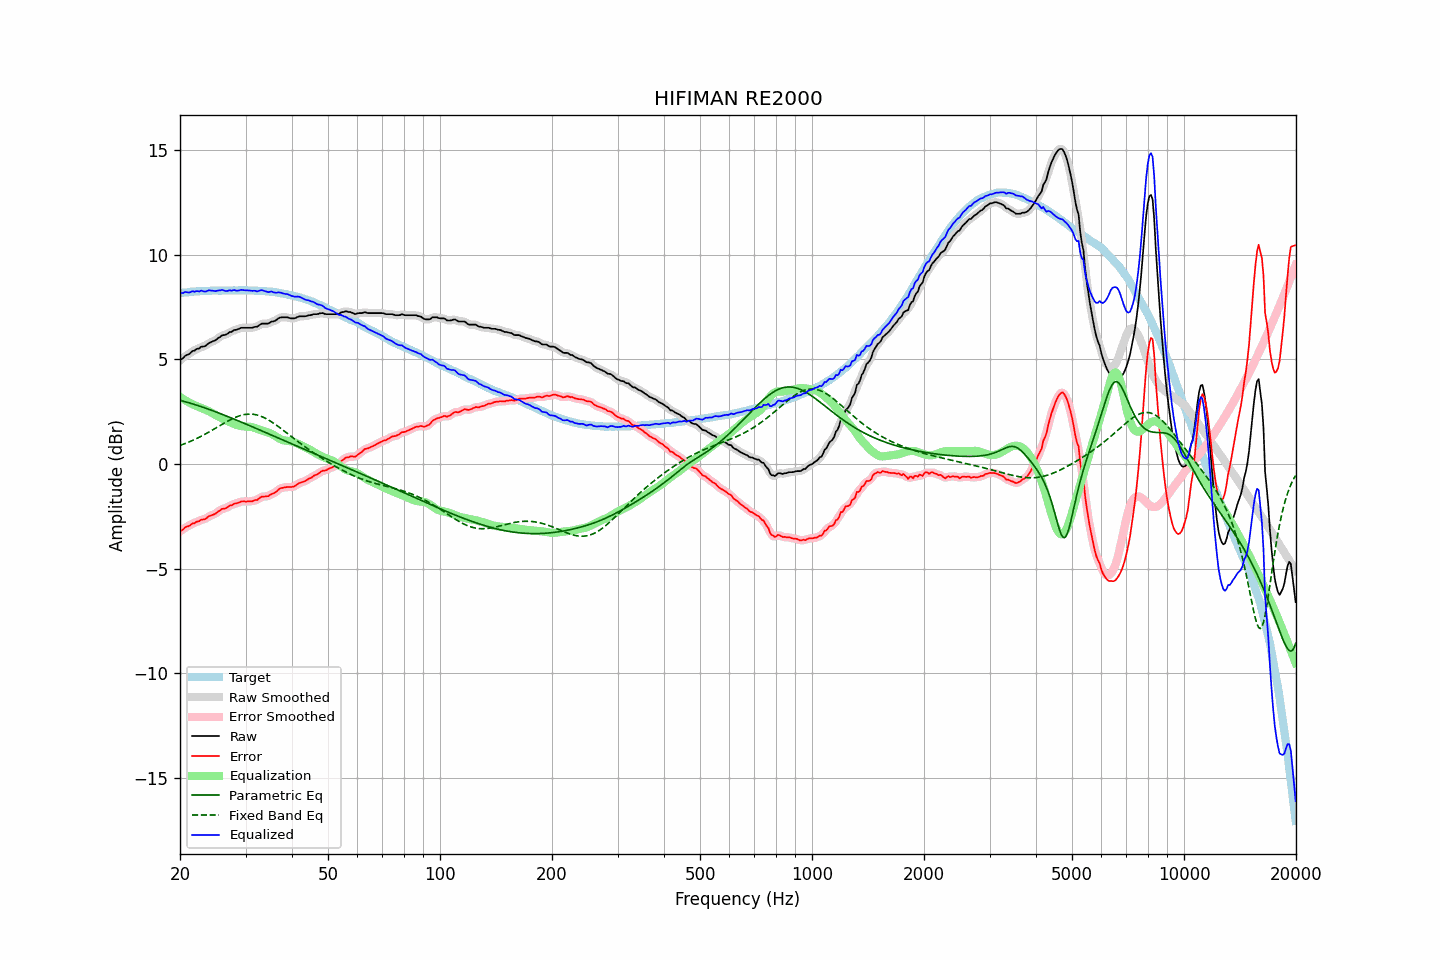 HIFIMAN RE2000
15
10
5
0
−5
−10
−15
Amplitude (dBr)
Target
Raw Smoothed
Error Smoothed
Raw
Error
Equalization
Parametric Eq
Fixed Band Eq
Equalized
20
50
100
200
500
1000
2000
5000
10000
20000
Frequency (Hz)